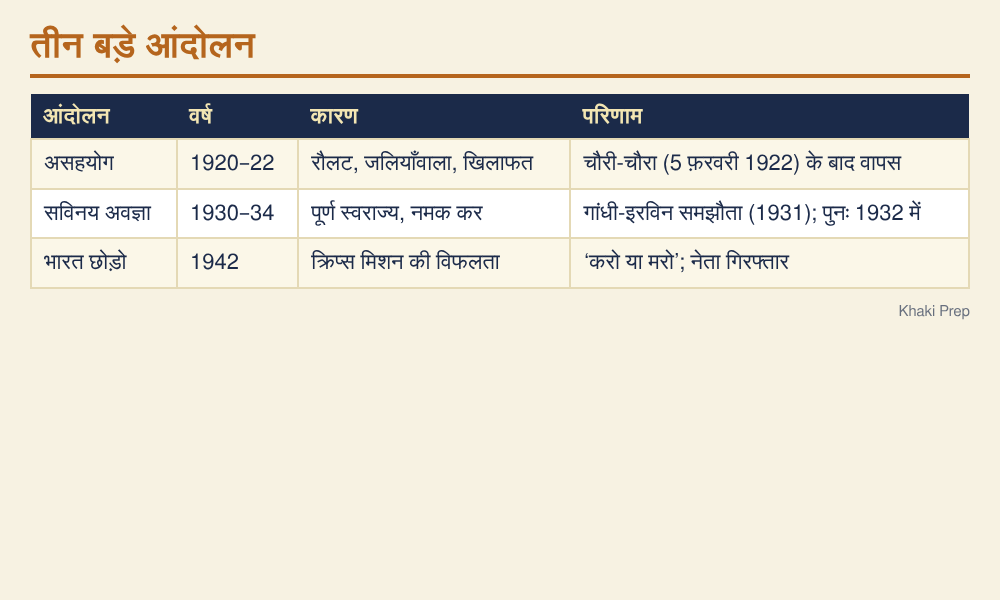 तीन बड़े आंदोलन
आंदोलन वर्ष कारण परिणाम
असहयोग 1920–22 रौलट, जलियाँवाला, खिलाफत चौरी-चौरा (5 फ़रवरी 1922) के बाद वापस
सविनय अवज्ञा 1930–34 पूर्ण स्वराज्य, नमक कर गांधी-इरविन समझौता (1931); पुनः 1932 में
भारत छोड़ो 1942 क्रिप्स मिशन की विफलता ‘करो या मरो’; नेता गिरफ्तार
Khaki Prep